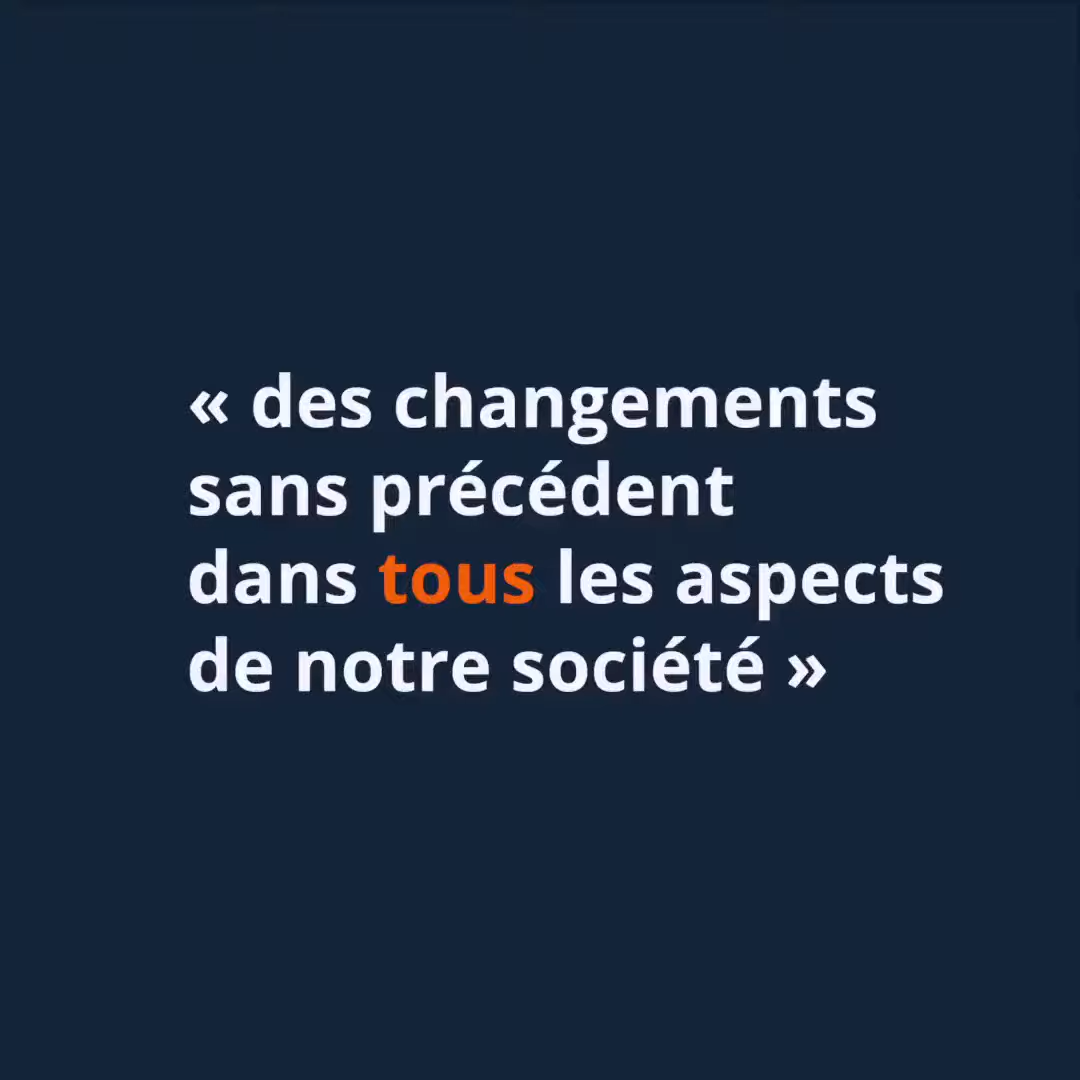 « des changements
sans précédent
dans tous les aspects
de notre société »